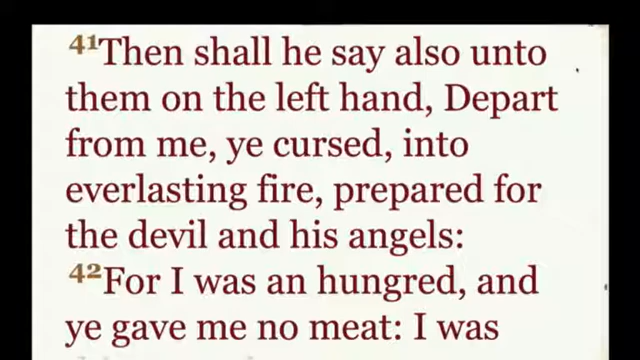 41Then shall he say also unto
them on the left hand, Depart
from me, ye cursed, into
everlasting fire, prepared for
the devil and his angels:
42For I was an hungred, and
ye gave me no meat: I was